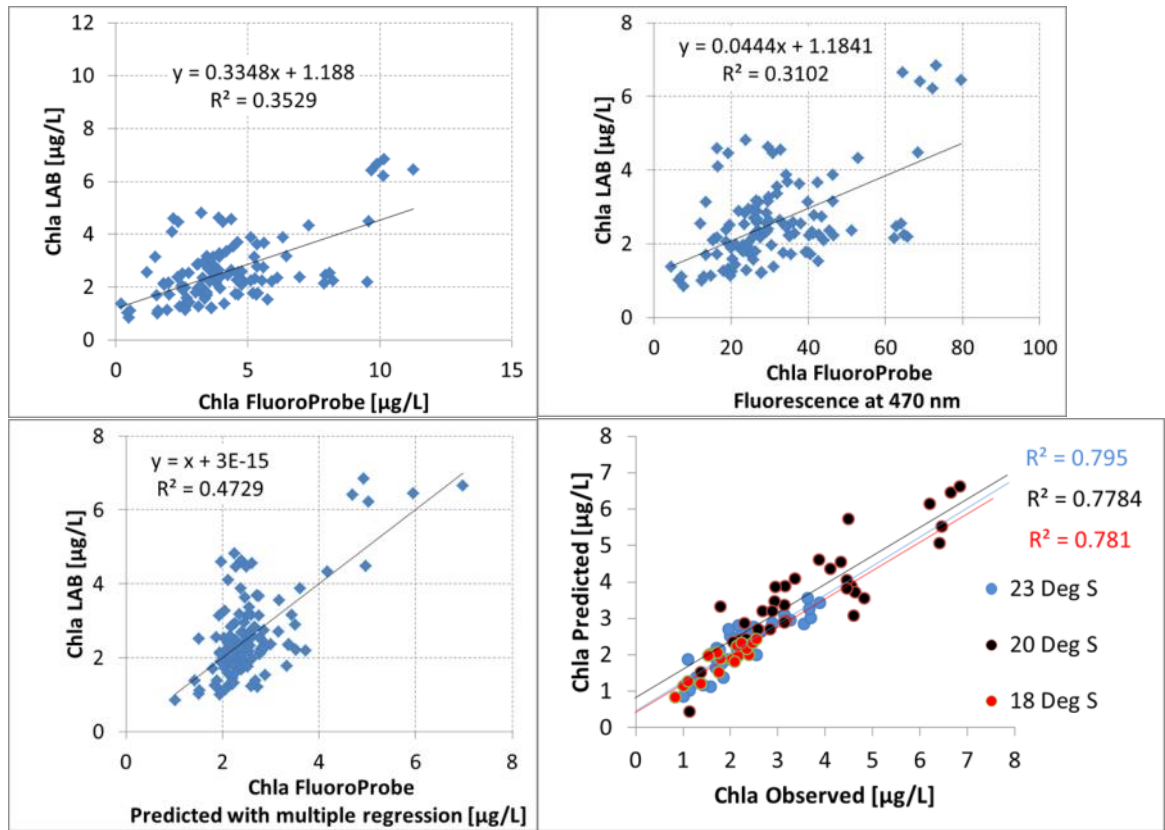 12
10
8
6
4
2
0
y = 0.3348x + 1.188
R² = 0.3529
Chla LAB [µg/L]
0 5 10 15
Chla FluoroProbe [µg/L]
8
6
4
2
0
y = 0.0444x + 1.1841
R² = 0.3102
Chla LAB [µg/L]
0 20 40 60 80 100
Chla FluoroProbe
Fluorescence at 470 nm
8
7
6
5
4
3
2
1
0
y = x + 3E-15
R² = 0.4729
Chla LAB [µg/L]
0 2 4 6 8
Chla FluoroProbe
Predicted with multiple regression [µg/L]
8
7
6
5
4
3
2
1
0
R² = 0.795
R² = 0.7784
R² = 0.781
23 Deg S
20 Deg S
18 Deg S
Chla Predicted [µg/L]
0 1 2 3 4 5 6 7 8
Chla Observed [µg/L]